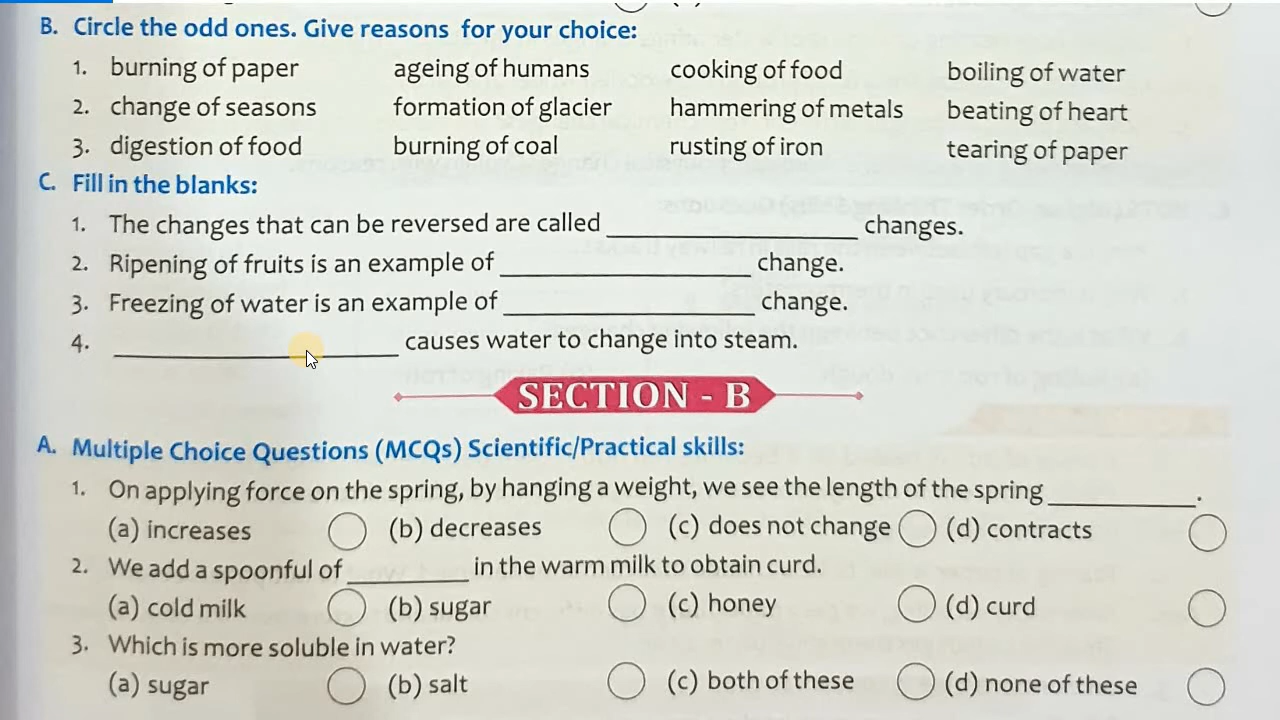 B. Circle the odd ones. Give reasons for your choice:
1. burning of paper ageing of humans cooking of food boiling of water
2. change of seasons formation of glacier hammering of metals beating of heart
3. digestion of food burning of coal rusting of iron tearing of paper
C. Fill in the blanks:
1. The changes that can be reversed are called ____________ changes.
2. Ripening of fruits is an example of ____________ change.
3. Freezing of water is an example of ____________ change.
4. ____________ causes water to change into steam.
SECTION - B
A. Multiple Choice Questions (MCQs) Scientific/Practical skills:
1. On applying force on the spring, by hanging a weight, we see the length of the spring ________.
(a) increases (b) decreases (c) does not change (d) contracts
2. We add a spoonful of ________ in the warm milk to obtain curd.
(a) cold milk (b) sugar (c) honey (d) curd
3. Which is more soluble in water?
(a) sugar (b) salt (c) both of these (d) none of these